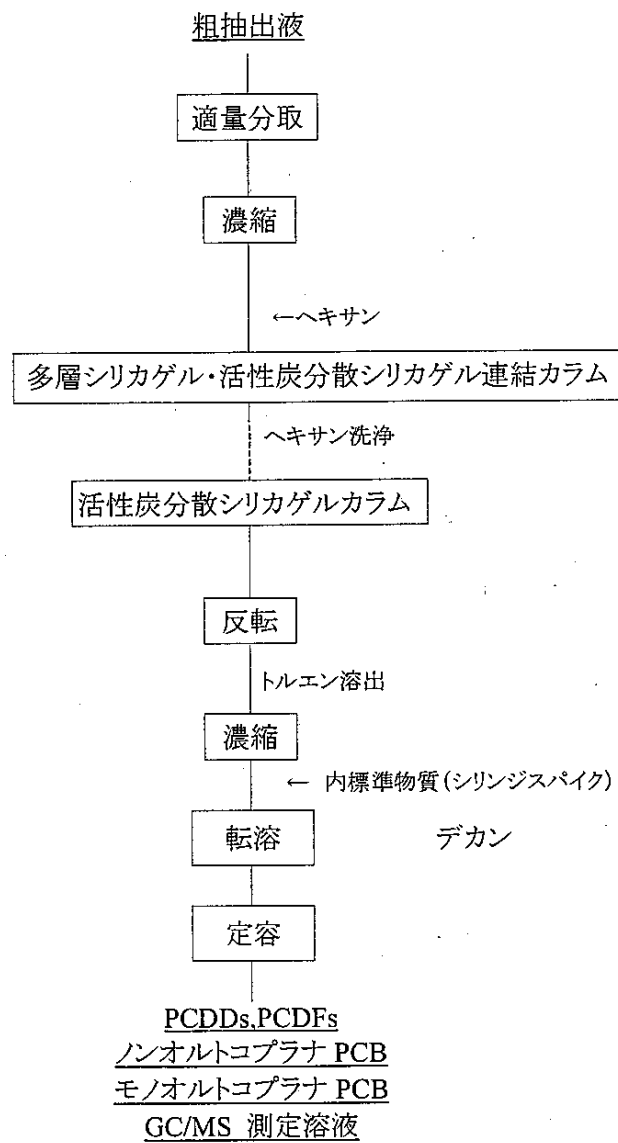 粗抽出液
適量分取
濃縮
←ヘキサン
多層シリカゲル・活性炭分散シリカゲル連結カラム
ヘキサン洗浄
活性炭分散シリカゲルカラム
反転
トルエン溶出
濃縮
← 内標準物質(シリンジスパイク)
転溶 デカン
定容
PCDDs,PCDFs
ノンオルトコプラナ PCB
モノオルトコプラナ PCB
GC/MS 測定溶液